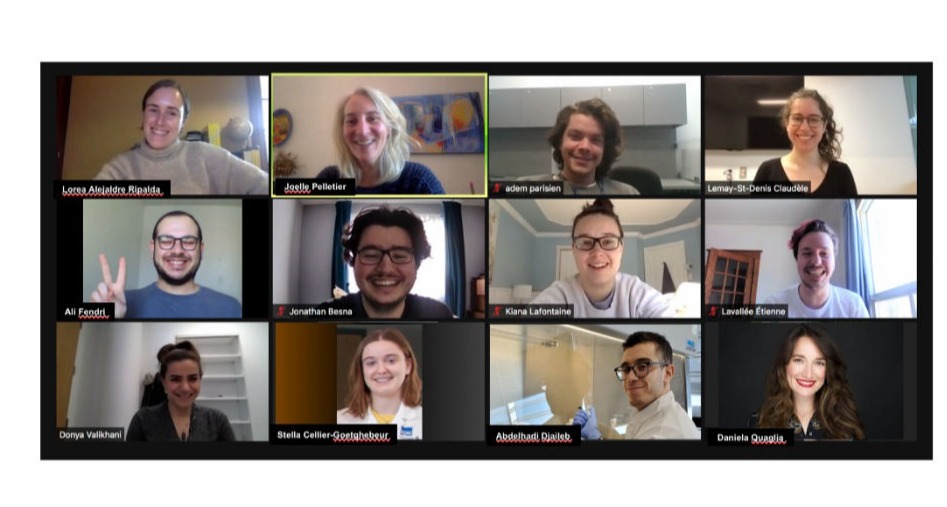 Lorea Alejaldre Ripalda
Joelle Pelletier
adem parisien
Lemay-St-Denis Claudèle
Ali Fendri
Jonathan Besna
Kiana Lafontaine
Lavallée Étienne
Donya Valikhani
Stella Cellier-Goetghebeur
Abdelhadi Djaileb
Daniela Quaglia